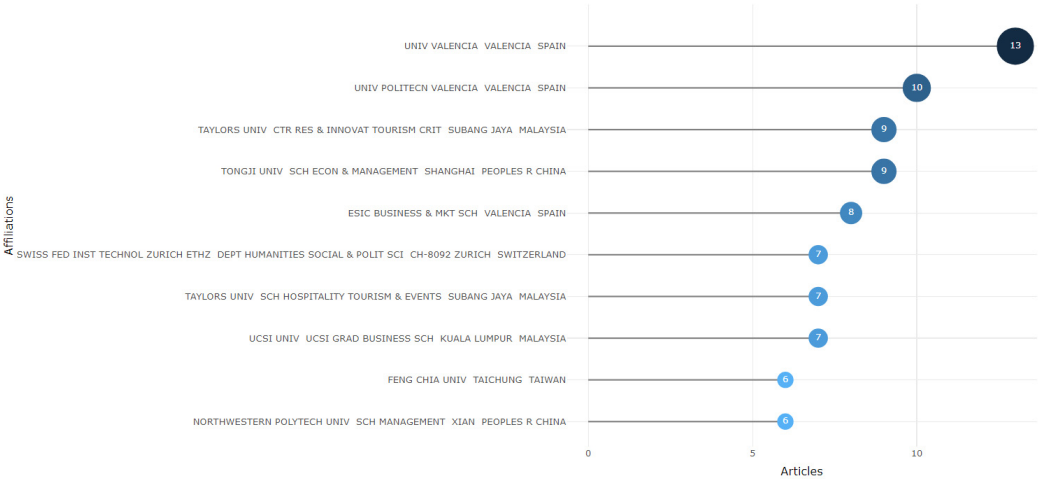 UNIV VALENCIA VALENCIA SPAIN
13
UNIV POLITECN VALENCIA VALENCIA SPAIN
10
TAYLORS UNIV CTR RES & INNOVAT TOURISM CRIT SUBANG JAYA MALAYSIA
9
TONGJI UNIV SCH ECON & MANAGEMENT SHANGHAI PEOPLES R CHINA
9
ESIC BUSINESS & MKT SCH VALENCIA SPAIN
8
Affiliations
SWISS FED INST TECHNOL ZURICH ETHZ DEPT HUMANITIES SOCIAL & POLIT SCI CH-8092 ZURICH SWITZERLAND
7
TAYLORS UNIV SCH HOSPITALITY TOURISM & EVENTS SUBANG JAYA MALAYSIA
7
UCSI UNIV UCSI GRAD BUSINESS SCH KUALA LUMPUR MALAYSIA
7
FENG CHIA UNIV TAICHUNG TAIWAN
6
NORTHWESTERN POLYTECH UNIV SCH MANAGEMENT XIAN PEOPLES R CHINA
6
0 5 10
Articles